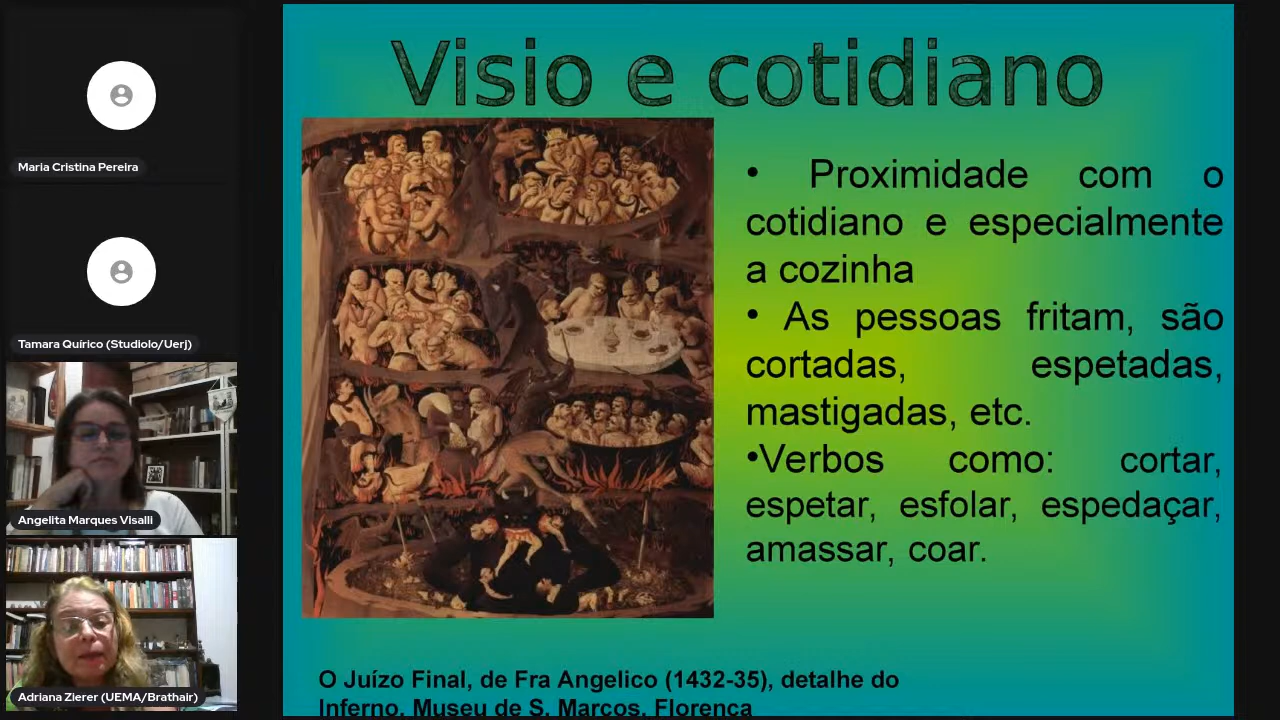 Maria Cristina Pereira
Tamara Quírico (Studiolo/Uerj)
Angelita Marques Visalli
Adriana Zierer (UEMA/Brathair)
Visio e cotidiano
• Proximidade com o
cotidiano e especialmente
a cozinha
• As pessoas fritam, são
cortadas, espetadas,
mastigadas, etc.
•Verbos como: cortar,
espetar, esfolar, espedaçar,
amassar, coar.
O Juízo Final, de Fra Angelico (1432-35), detalhe do
Inferno. Museu de S. Marcos. Florença